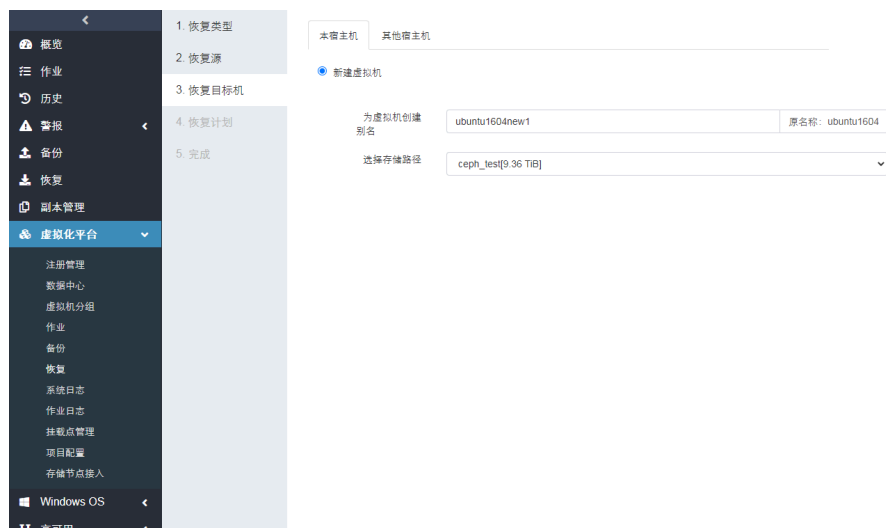 概览
作业
历史
警报
备份
恢复
副本管理
虚拟化平台
注册管理
数据中心
虚拟机分组
作业
备份
恢复
系统日志
作业日志
挂载点管理
项目配置
存储节点接入
Windows OS
高可用
1. 恢复类型
2. 恢复源
3. 恢复目标机
4. 恢复计划
5. 完成
本宿主机 其他宿主机
新建虚拟机
为虚拟机创建
别名
ubuntu1604new1 原名称：ubuntu1604
选择存储路径 ceph_test[9.36 TiB]